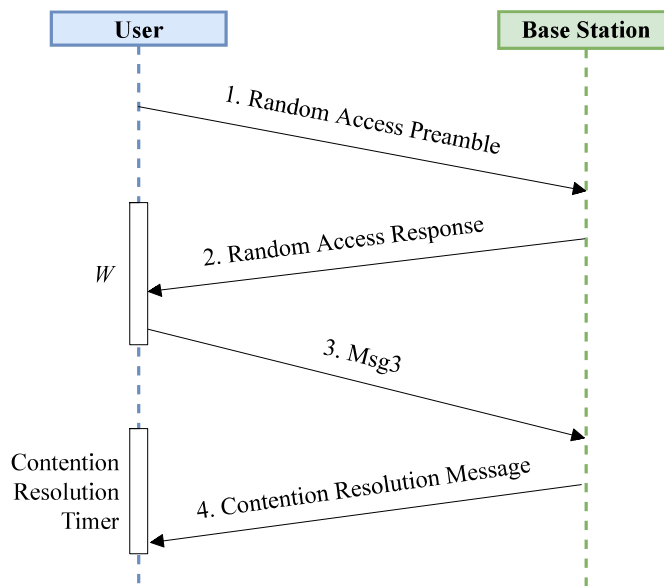 User
Base Station
1. Random Access Preamble
2. Random Access Response
W
3. Msg3
Contention
Resolution
Timer
4. Contention Resolution Message